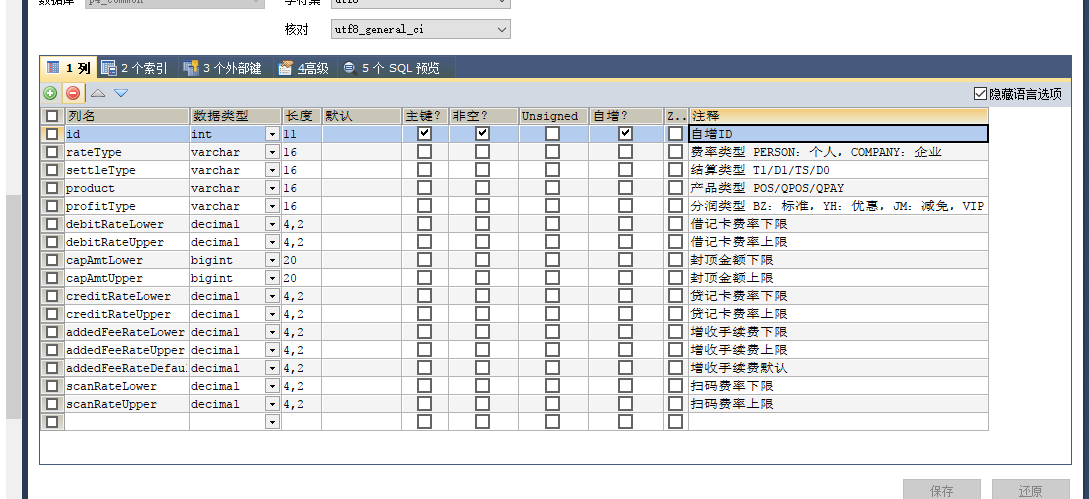 数据库 p4_common 字符集 utf8
核对 utf8_general_ci
1 列 2 个索引 3 个外部键 4高级 5 个 SQL 预览
隐藏语言选项
列名 数据类型 长度 默认 主键? 非空? Unsigned 自增? Z.. 注释
id int 11 自增ID
rateType varchar 16 费率类型 PERSON: 个人, COMPANY: 企业
settleType varchar 16 结算类型 T1/D1/TS/D0
product varchar 16 产品类型 POS/QPOS/QPAY
profitType varchar 16 分润类型 BZ: 标准, YH: 优惠, JM: 减免, VIP
debitRateLower decimal 4,2 借记卡费率下限
debitRateUpper decimal 4,2 借记卡费率上限
capAmtLower bigint 20 封顶金额下限
capAmtUpper bigint 20 封顶金额上限
creditRateLower decimal 4,2 贷记卡费率下限
creditRateUpper decimal 4,2 贷记卡费率上限
addedFeeRateLower decimal 4,2 增收手续费下限
addedFeeRateUpper decimal 4,2 增收手续费上限
addedFeeRateDefau decimal 4,2 增收手续费默认
scanRateLower decimal 4,2 扫码费率下限
scanRateUpper decimal 4,2 扫码费率上限
保存 还原